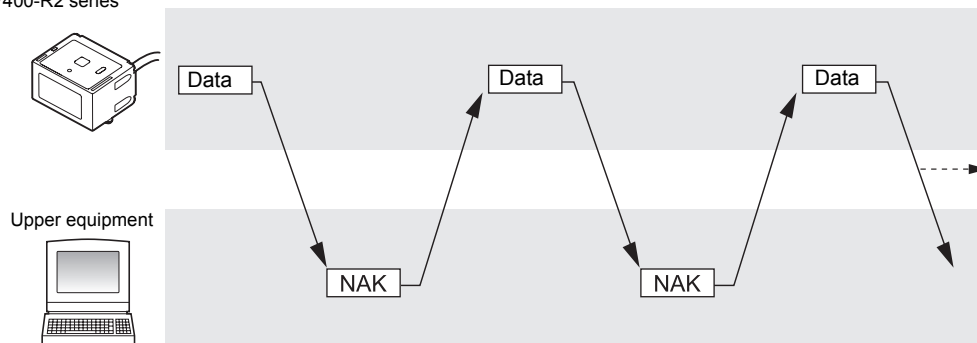 400-R2 series
Data
Data
Data
Upper equipment
NAK
NAK